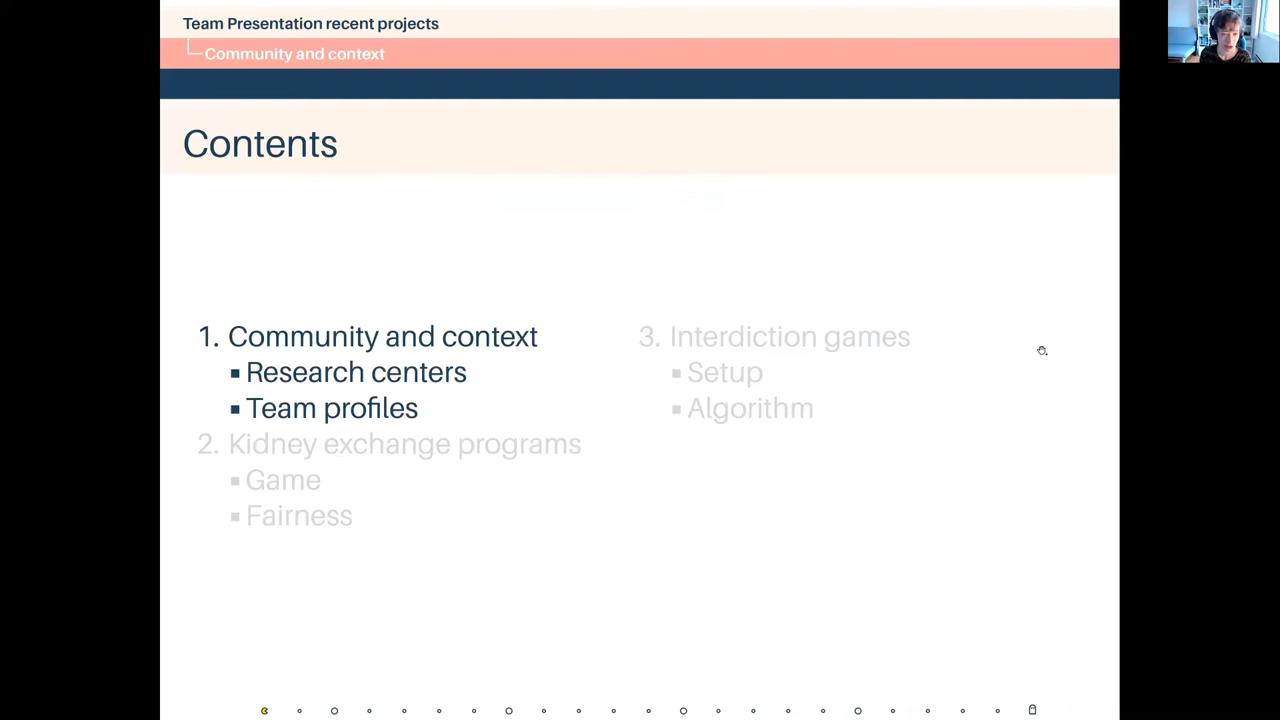 Team Presentation recent projects
Community and context
Contents
1. Community and context
▪ Research centers
▪ Team profiles
2. Kidney exchange programs
▪ Game
▪ Fairness
3. Interdiction games
▪ Setup
▪ Algorithm